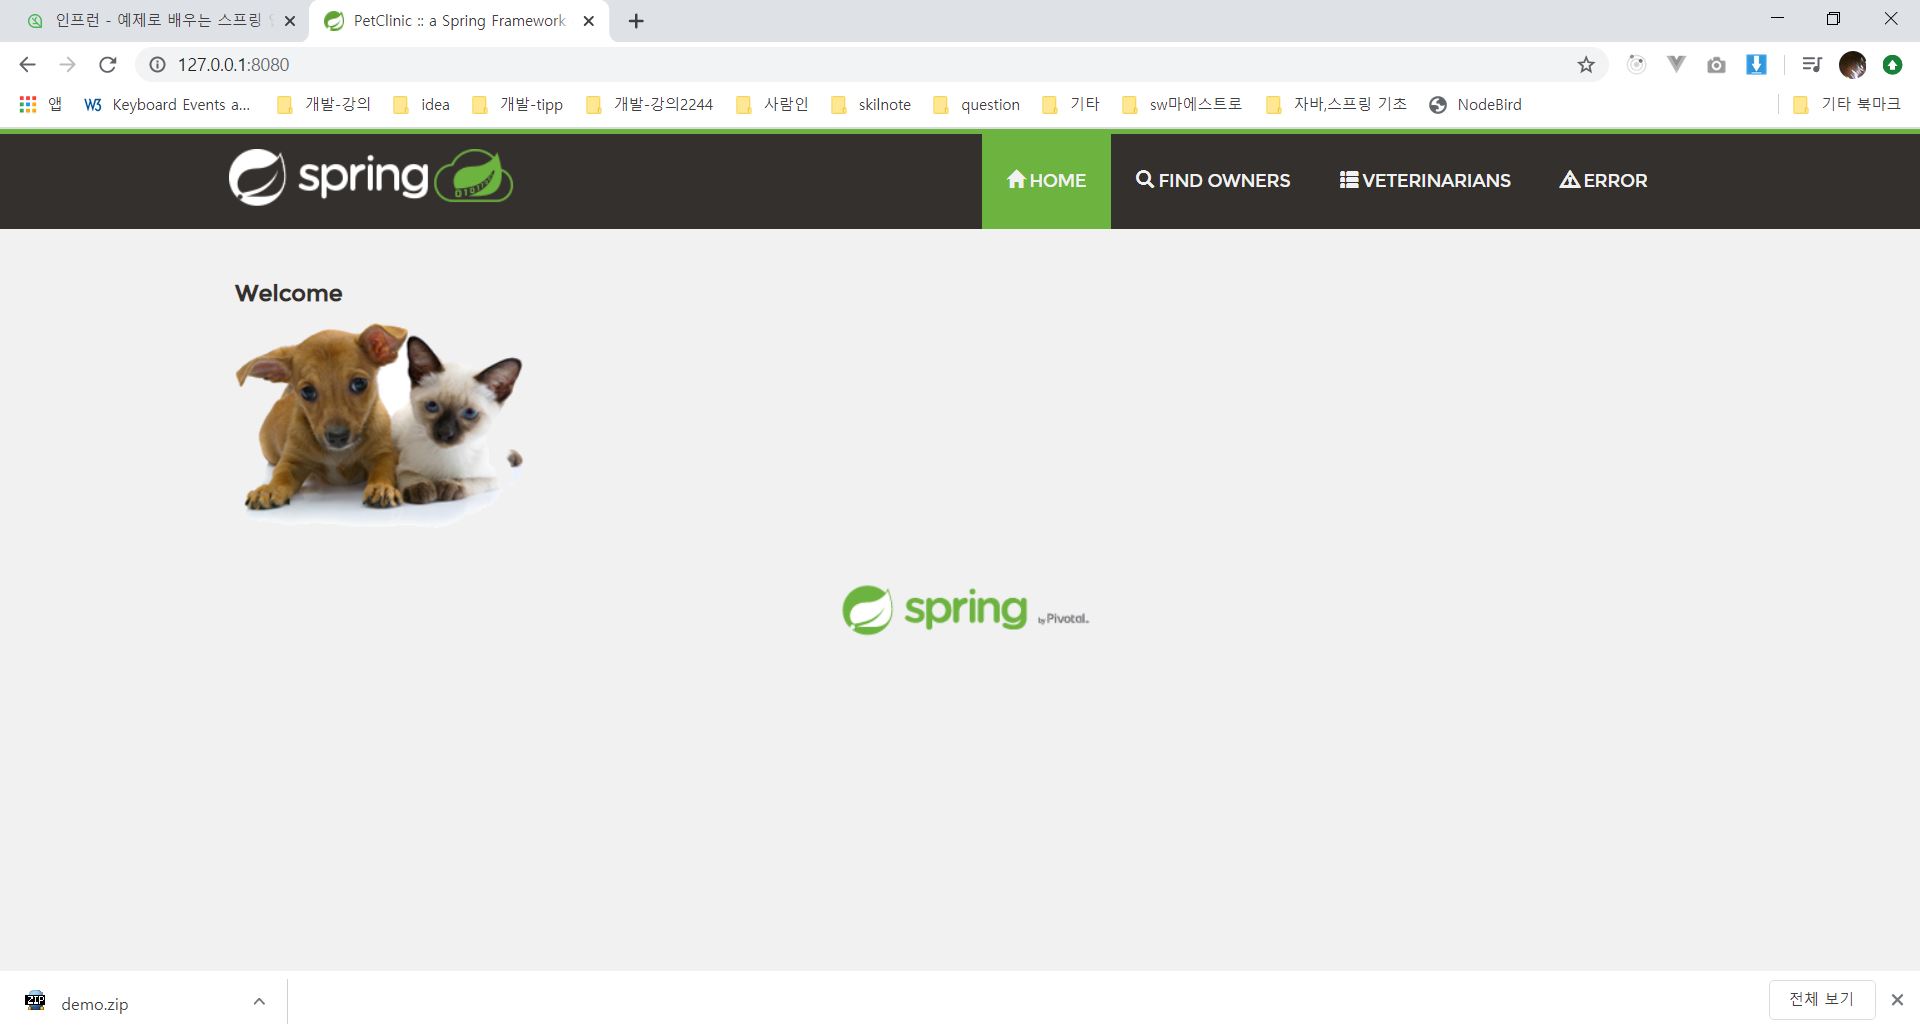 인프런 - 예제로 배우는 스프링
PetClinic :: a Spring Framework
127.0.0.1:8080
앱
W3 Keyboard Events a...
개발-강의
idea
개발-tipp
개발-강의2244
사람인
skilnote
question
기타
sw마에스트로
자바,스프링 기초
NodeBird
기타 북마크
spring
HOME
FIND OWNERS
VETERINARIANS
ERROR
Welcome
spring by Pivotal
ZIP demo.zip
전체 보기